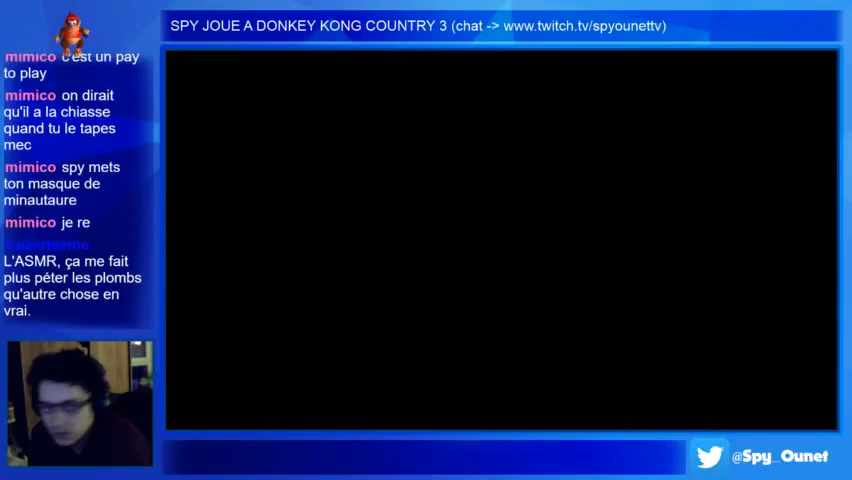 SPY JOUE A DONKEY KONG COUNTRY 3 (chat -> www.twitch.tv/spyounettv)
mimico c'est un pay
to play
mimico on dirait
qu'il a la chiasse
quand tu le tapes
mec
mimico spy mets
ton masque de
minautaure
mimico je re
L'ASMR, ça me fait
plus péter les plombs
qu'autre chose en
vrai.
@Spy_Ounet